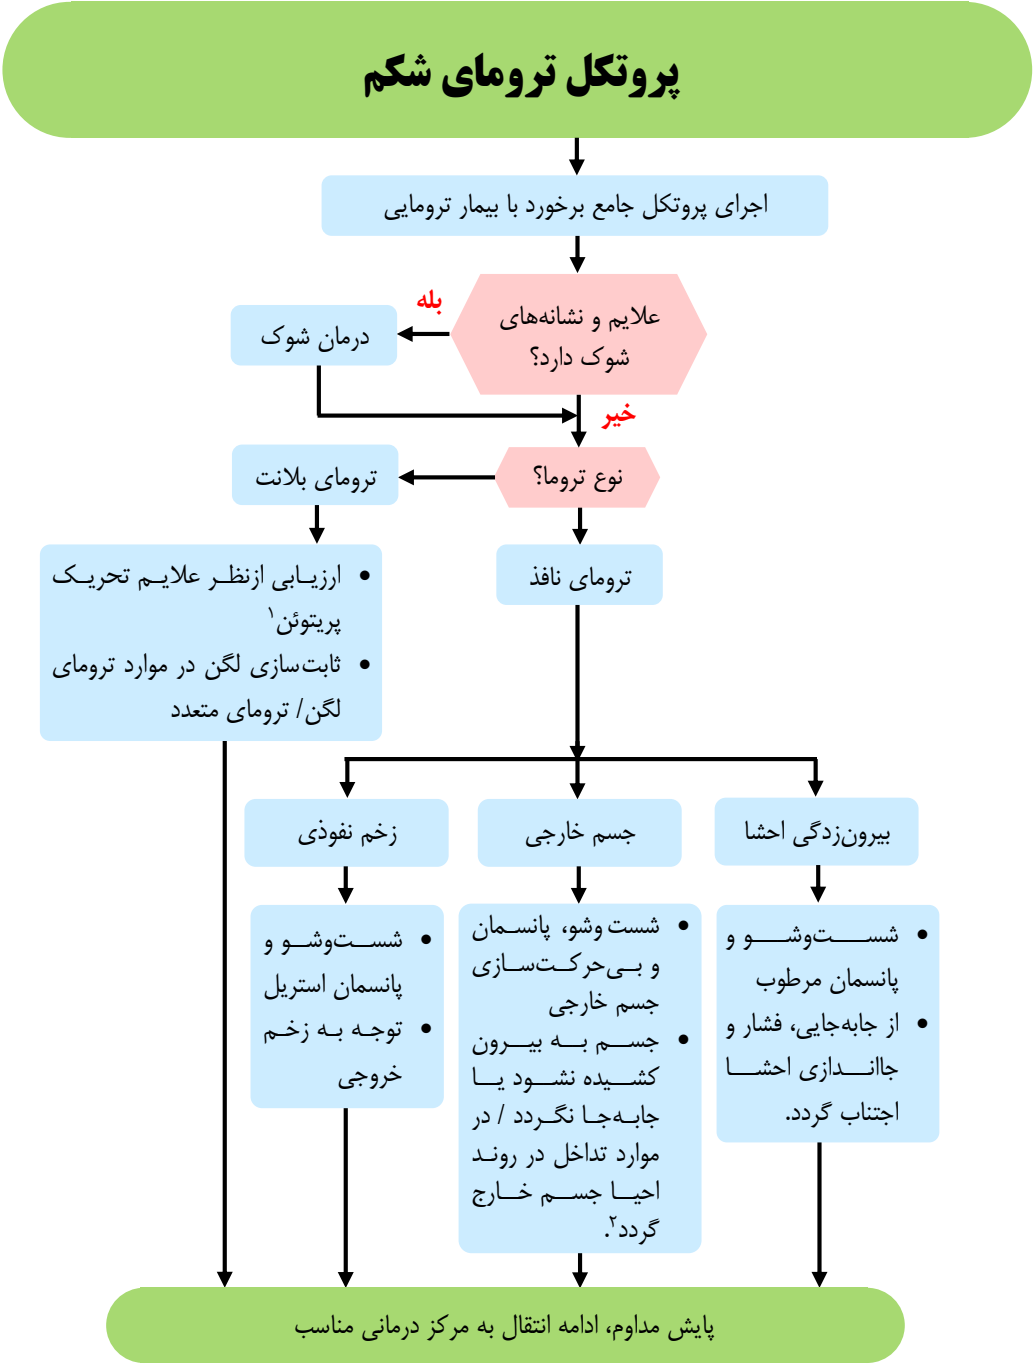 پروتکل ترومای شکم
اجرای پروتکل جامع برخورد با بیمار ترومایی
علایم و نشانه‌های
شوک دارد؟
بله
درمان شوک
خیر
نوع تروما؟
ترومای بلانت
• ارزیابی ازنظر علایم تحریک
پریتوئن۱
• ثابت‌سازی لگن در موارد ترومای
لگن/ ترومای متعدد
ترومای نافذ
بیرون‌زدگی احشا
جسم خارجی
زخم نفوذی
• شست‌وشو و
پانسمان مرطوب
• از جابه‌جایی، فشار و
جااندازی احشا
اجتناب گردد.
• شست وشو، پانسمان
و بی‌حرکت‌سازی
جسم خارجی
• جسم به بیرون
کشیده نشود یا
جابه‌جا نگردد / در
موارد تداخل در روند
احیا جسم خارج
گردد۲.
• شست‌وشو و
پانسمان استریل
• توجه به زخم
خروجی
پایش مداوم، ادامه انتقال به مرکز درمانی مناسب